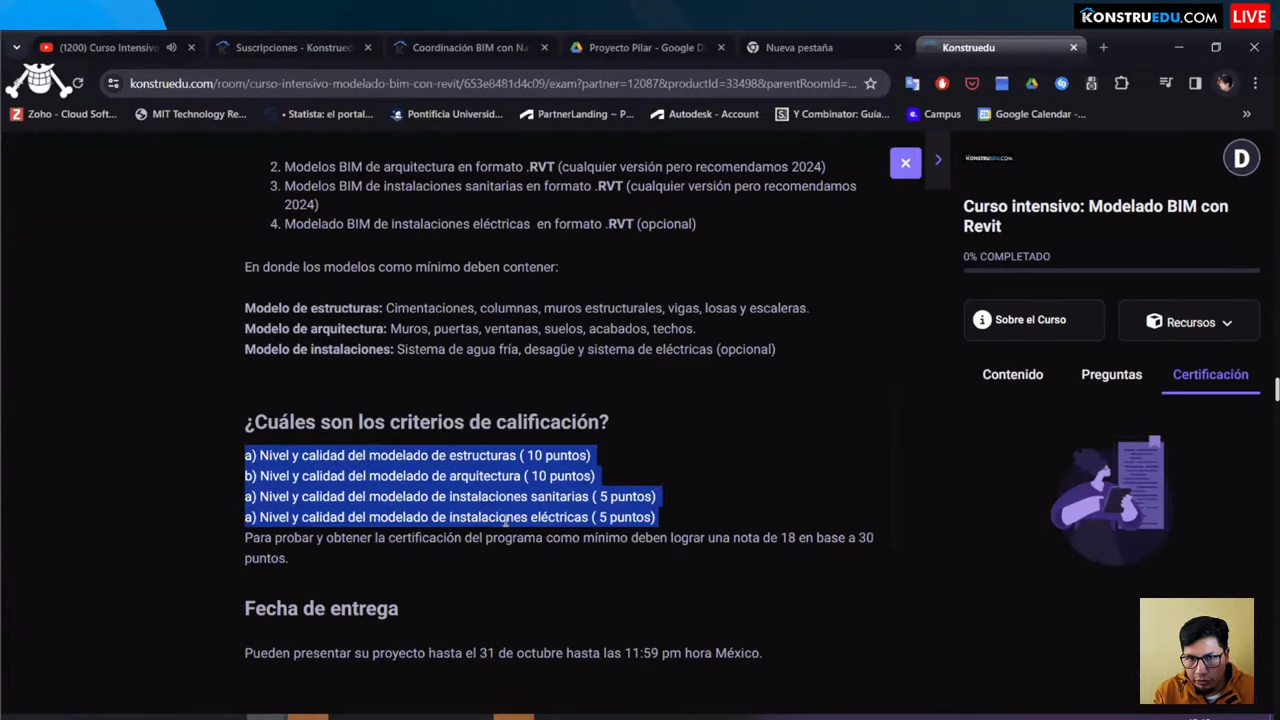 KONSTRUEDU.COM LIVE
(1200) Curso Intensivo
Suscripciones - Konstrued
Coordinación BIM con Na
Proyecto Pilar - Google D
Nueva pestaña
Konstruedu
konstruedu.com/room/curso-intensivo-modelado-bim-con-revit/653e8481d4c09/exam?partner=12087&productId=33498&parentRoomId=...
Zoho - Cloud Soft...
MIT Technology Re...
• Statista: el portal...
Pontificia Universid...
PartnerLanding – P...
Autodesk - Account
Y Combinator: Guía...
Campus
Google Calendar -...
2. Modelos BIM de arquitectura en formato .RVT (cualquier versión pero recomendamos 2024)
3. Modelos BIM de instalaciones sanitarias en formato .RVT (cualquier versión pero recomendamos
2024)
4. Modelado BIM de instalaciones eléctricas en formato .RVT (opcional)
En donde los modelos como mínimo deben contener:
Modelo de estructuras: Cimentaciones, columnas, muros estructurales, vigas, losas y escaleras.
Modelo de arquitectura: Muros, puertas, ventanas, suelos, acabados, techos.
Modelo de instalaciones: Sistema de agua fría, desagüe y sistema de eléctricas (opcional)
¿Cuáles son los criterios de calificación?
a) Nivel y calidad del modelado de estructuras ( 10 puntos)
b) Nivel y calidad del modelado de arquitectura ( 10 puntos)
a) Nivel y calidad del modelado de instalaciones sanitarias ( 5 puntos)
a) Nivel y calidad del modelado de instalaciones eléctricas ( 5 puntos)
Para probar y obtener la certificación del programa como mínimo deben lograr una nota de 18 en base a 30
puntos.
Fecha de entrega
Pueden presentar su proyecto hasta el 31 de octubre hasta las 11:59 pm hora México.
KONSTRUEDU.COM
D
Curso intensivo: Modelado BIM con
Revit
0% COMPLETADO
Sobre el Curso
Recursos
Contenido
Preguntas
Certificación